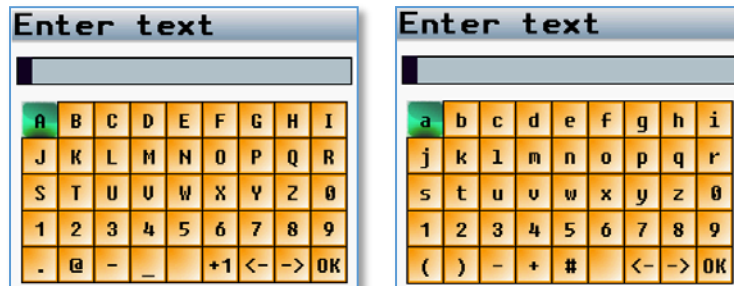 Enter text
A B C D E F G H I
J K L M N O P Q R
S T U V W X Y Z 0
1 2 3 4 5 6 7 8 9
. @ - _ +1 <- -> OK
Enter text
a b c d e f g h i
j k l m n o p q r
s t u v w x y z 0
1 2 3 4 5 6 7 8 9
( ) - + # <- -> OK